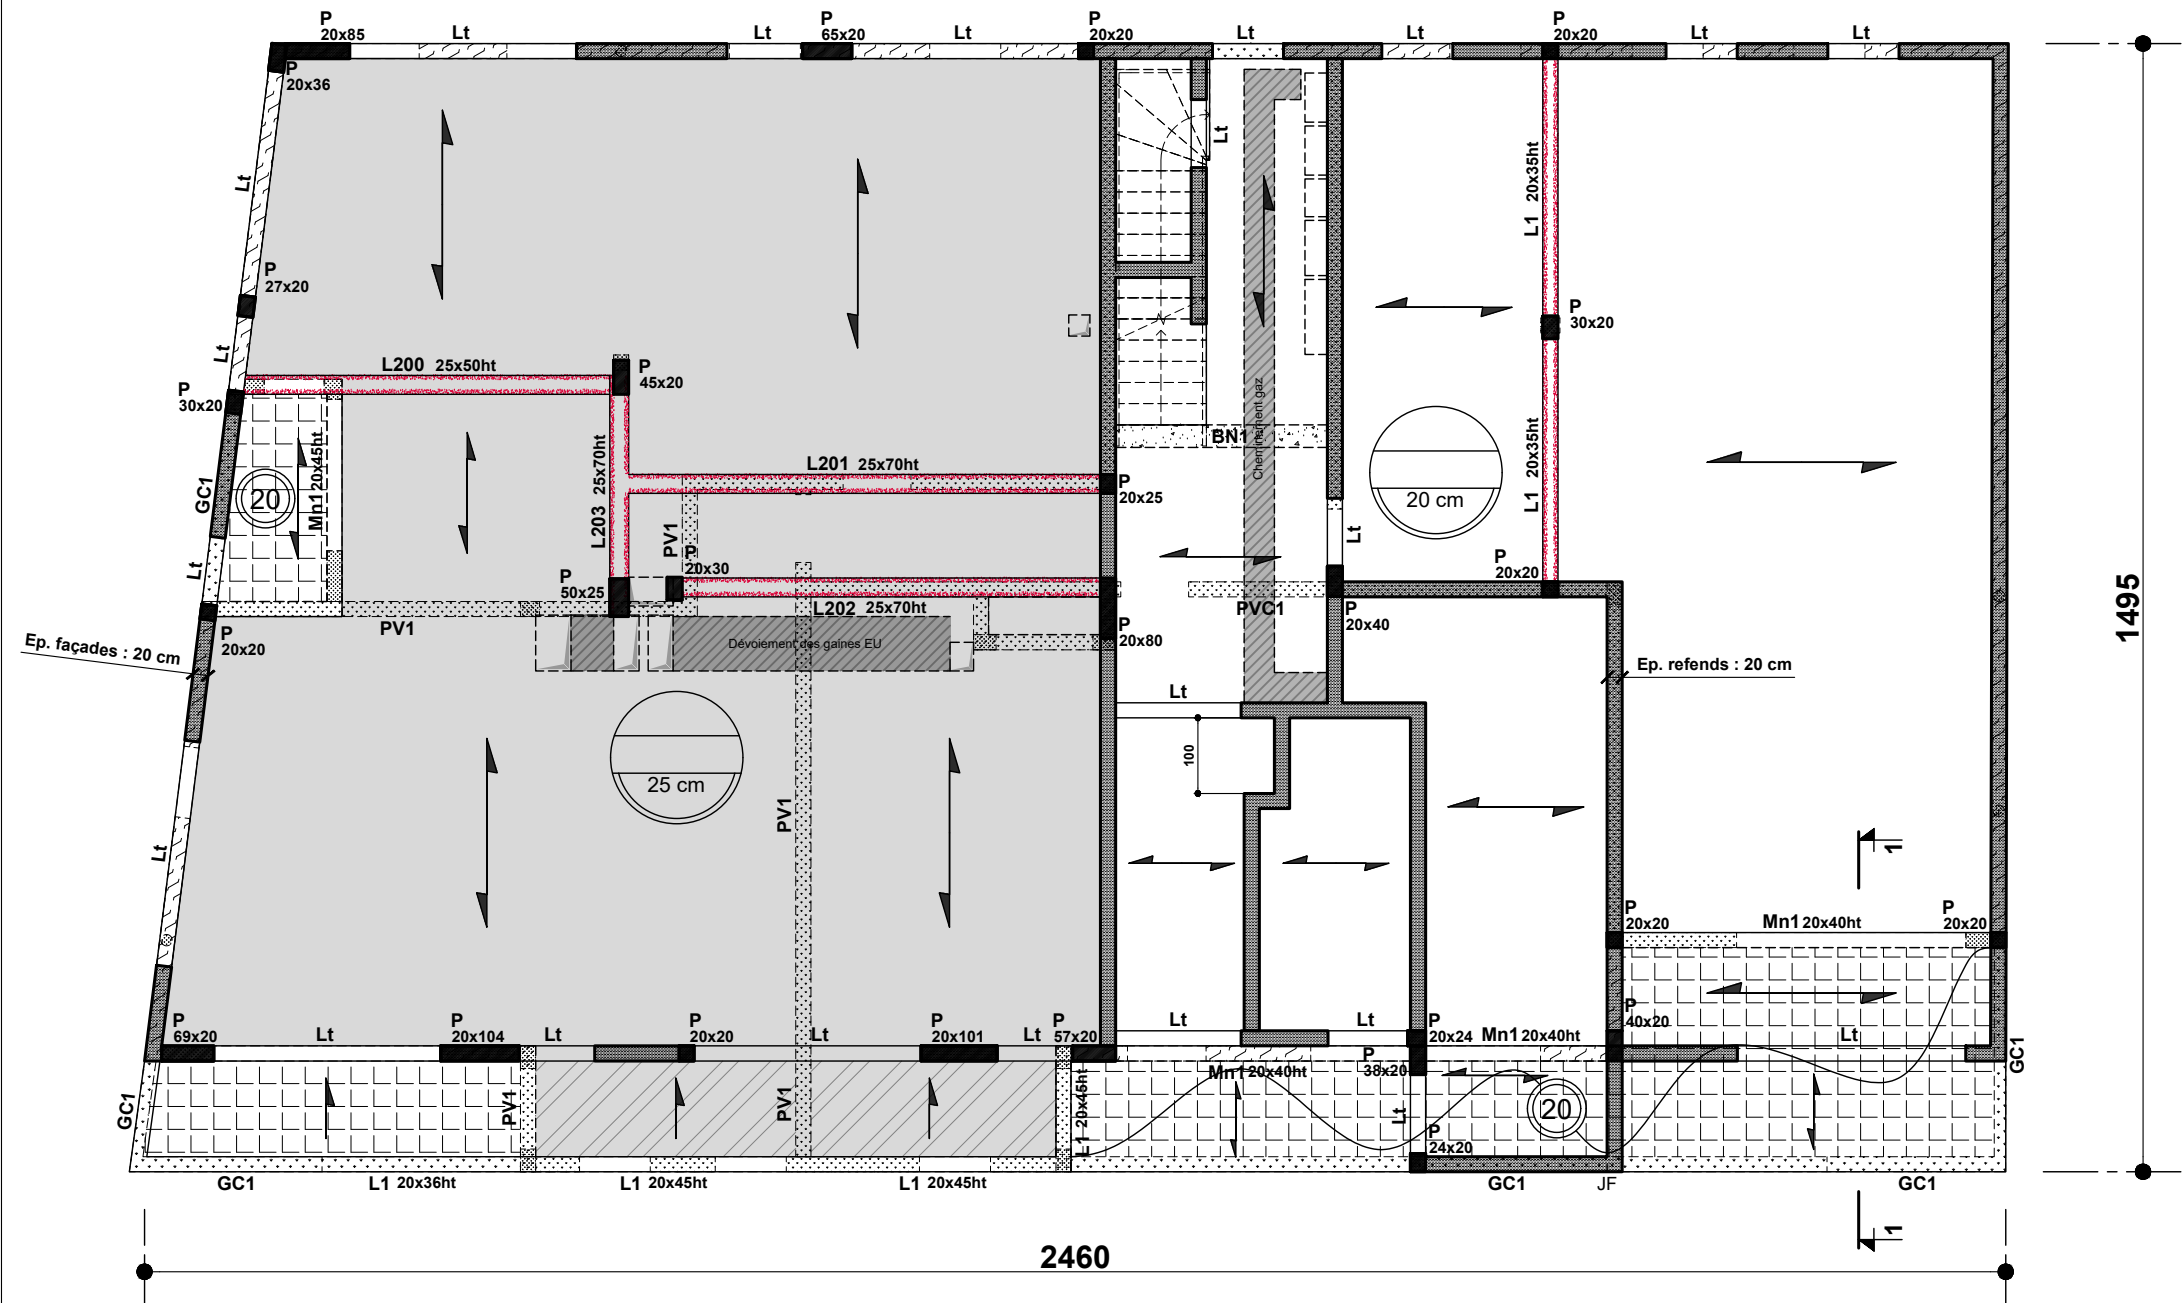 P
20x85
Lt
Lt
P
65x20
Lt
P
20x20
Lt
Lt
P
20x20
Lt
Lt
P
20x36
Lt
Lt
L1 20x35ht
P
27x20
P
30x20
Lt
L200 25x50ht
P
45x20
P
30x20
Cheminement gaz
BN1
GC1
20
Mn1 20x45ht
L203 25x70ht
L201 25x70ht
P
20x25
20 cm
L1 20x35ht
Lt
PV1
P
20x30
P
50x25
Lt
P
20x20
L202 25x70ht
PVC1
P
20x40
PV1
P
20x20
P
20x80
Ep. façades : 20 cm
Dévoiement des gaines EU
Ep. refends : 20 cm
1495
Lt
100
25 cm
PV1
Lt
1
P
20x20
Mn1 20x40ht
P
20x20
P
69x20
Lt
P
20x104
Lt
P
20x20
Lt
P
20x101
Lt
P
57x20
Lt
Lt
P
20x24
Mn1 20x40ht
P
40x20
Lt
P
38x20
Mn1 20x40ht
GC1
GC1
PV1
PV1
L1 20x45ht
Lt
20
P
24x20
GC1
L1 20x36ht
L1 20x45ht
L1 20x45ht
GC1
JF
GC1
1
2460